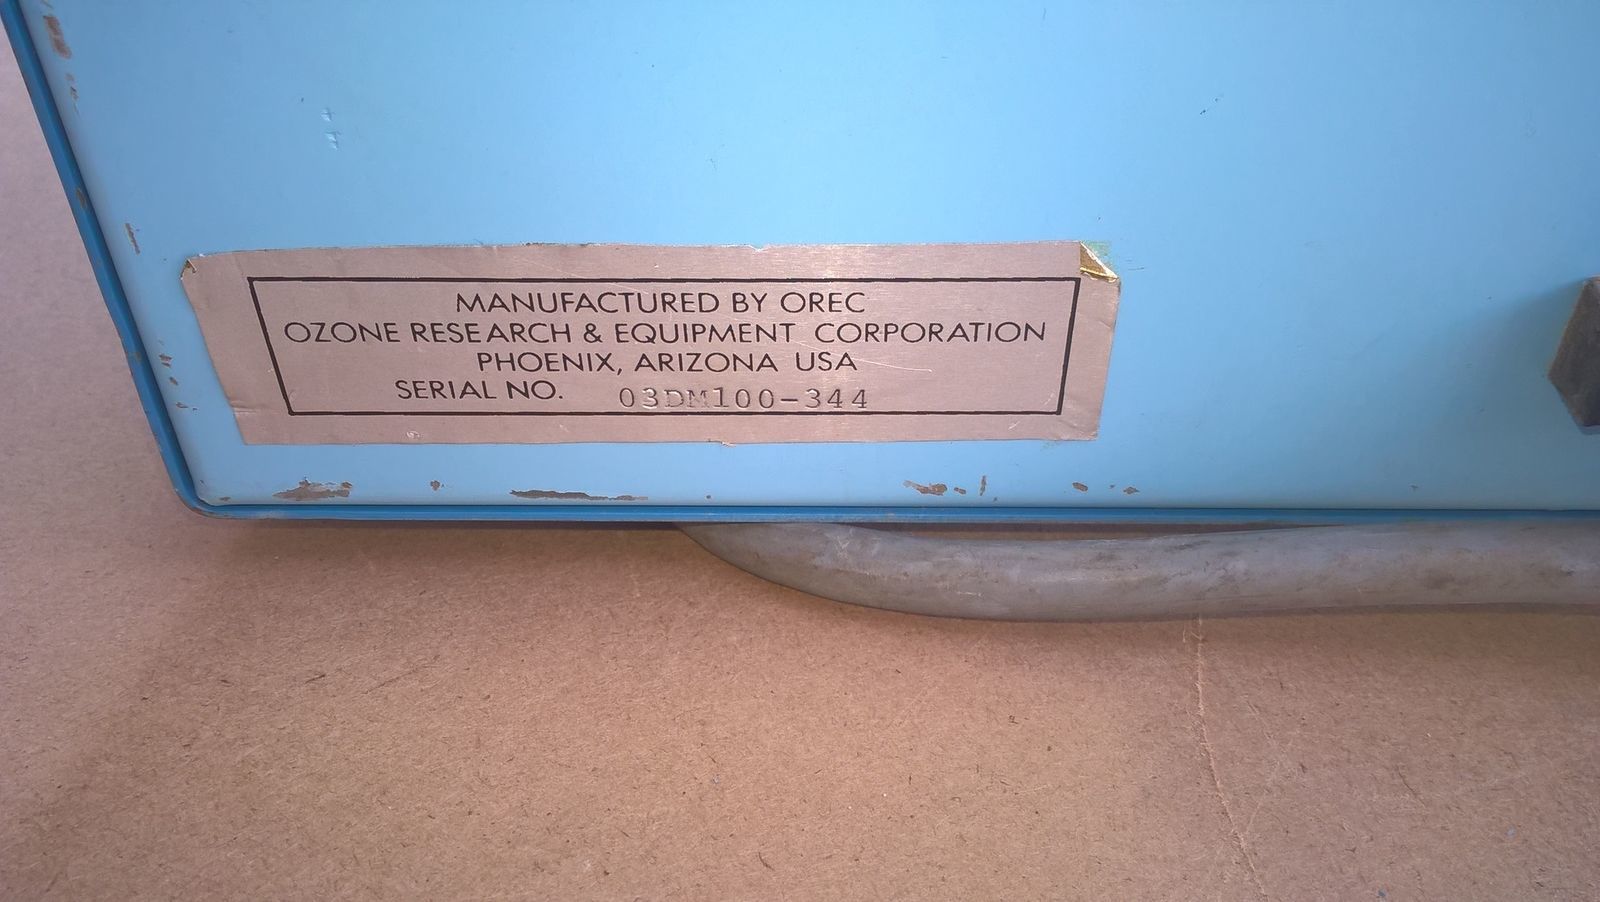 MANUFACTURED BY OREC
OZONE RESEARCH & EQUIPMENT CORPORATION
PHOENIX, ARIZONA USA
SERIAL NO. 03DM100-344